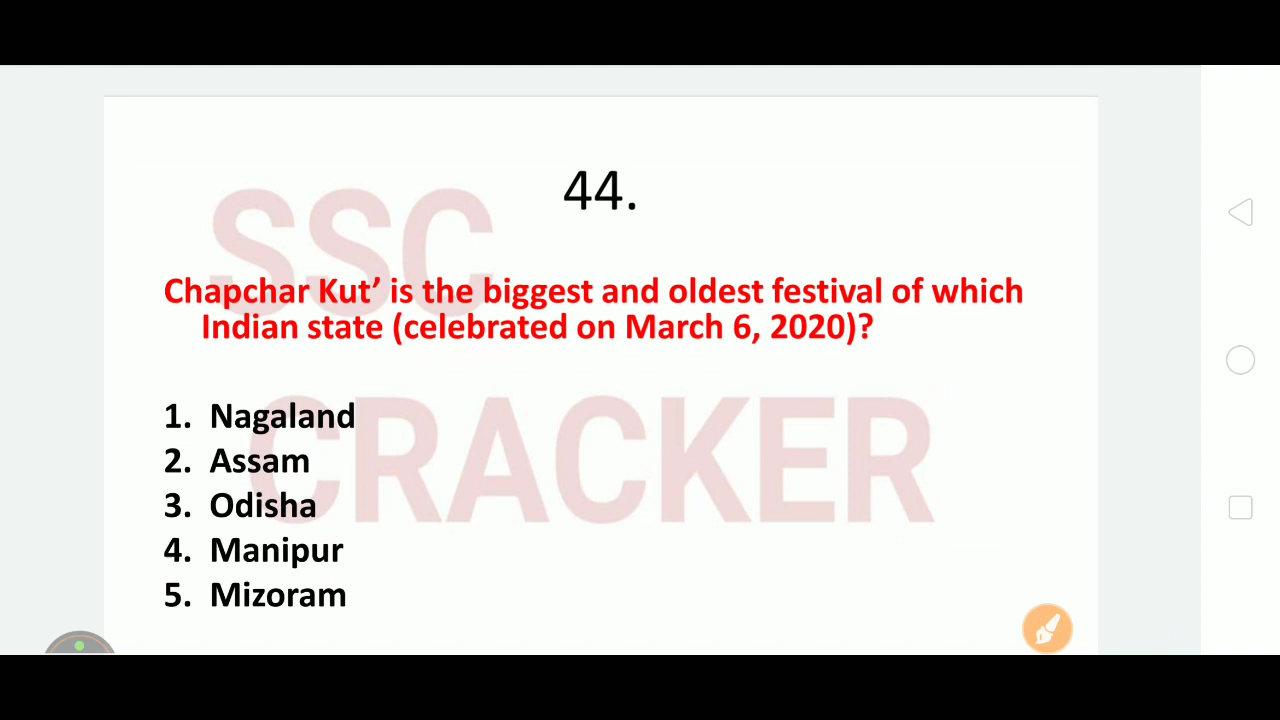 44.
SSC
Chapchar Kut’ is the biggest and oldest festival of which
Indian state (celebrated on March 6, 2020)?
CRACKER
1. Nagaland
2. Assam
3. Odisha
4. Manipur
5. Mizoram